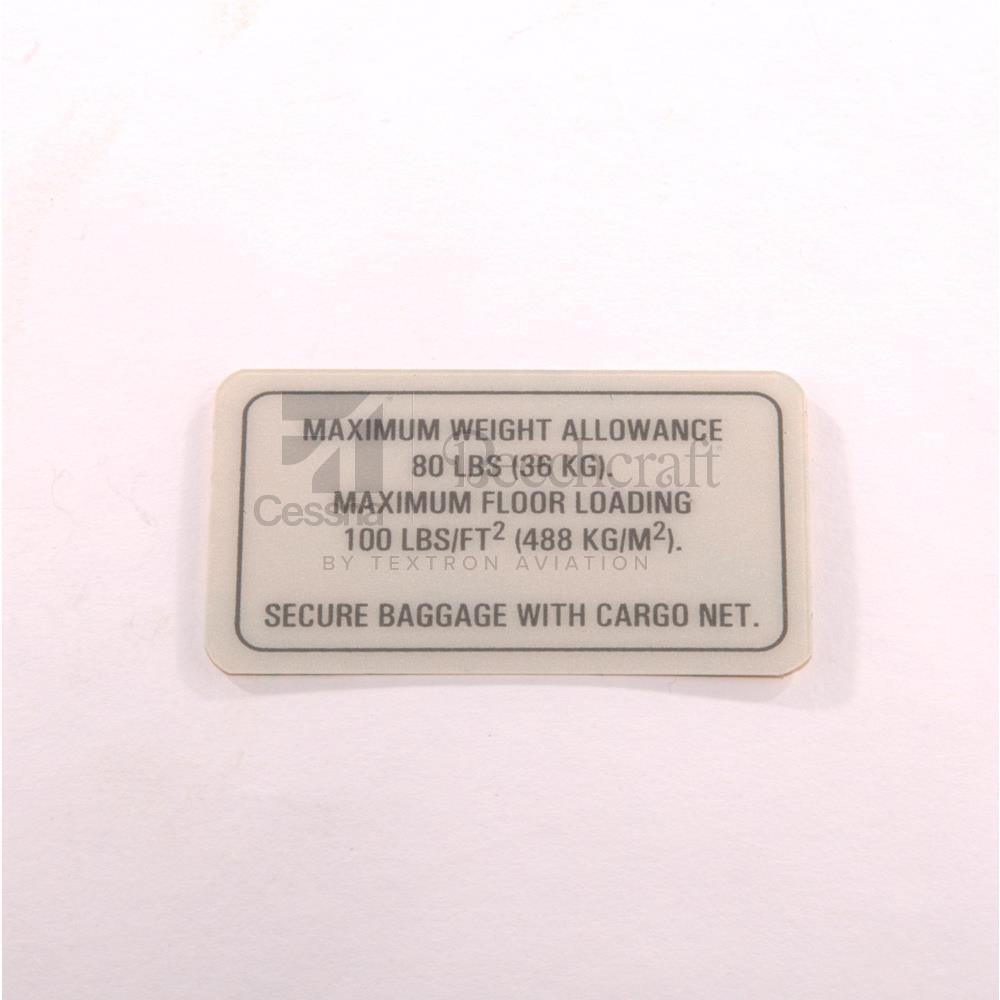 MAXIMUM WEIGHT ALLOWANCE
80 LBS (36 KG).
MAXIMUM FLOOR LOADING
100 LBS/FT² (488 KG/M²).
SECURE BAGGAGE WITH CARGO NET.
Cessna
Beechcraft®
BY TEXTRON AVIATION